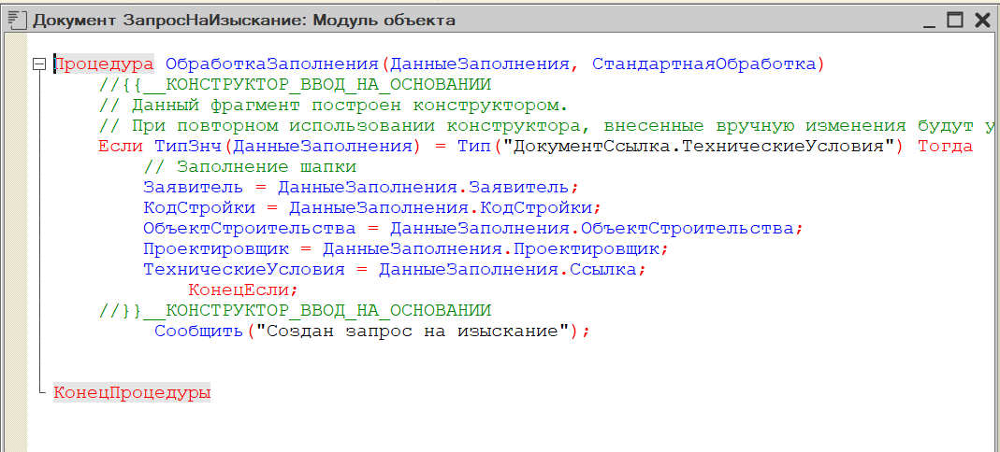 Документ ЗапросНаИзыскание: Модуль объекта
Процедура ОбработкаЗаполнения(ДанныеЗаполнения, СтандартнаяОбработка)
//{{__КОНСТРУКТОР_ВВОД_НА_ОСНОВАНИИ
// Данный фрагмент построен конструктором.
// При повторном использовании конструктора, внесенные вручную изменения будут у
Если ТипЗнч(ДанныеЗаполнения) = Тип("ДокументСсылка.ТехническиеУсловия") Тогда
// Заполнение шапки
Заявитель = ДанныеЗаполнения.Заявитель;
КодСтройки = ДанныеЗаполнения.КодСтройки;
ОбъектСтроительства = ДанныеЗаполнения.ОбъектСтроительства;
Проектировщик = ДанныеЗаполнения.Проектировщик;
ТехническиеУсловия = ДанныеЗаполнения.Ссылка;
КонецЕсли;
//}}__КОНСТРУКТОР_ВВОД_НА_ОСНОВАНИИ
Сообщить("Создан запрос на изыскание");
КонецПроцедуры